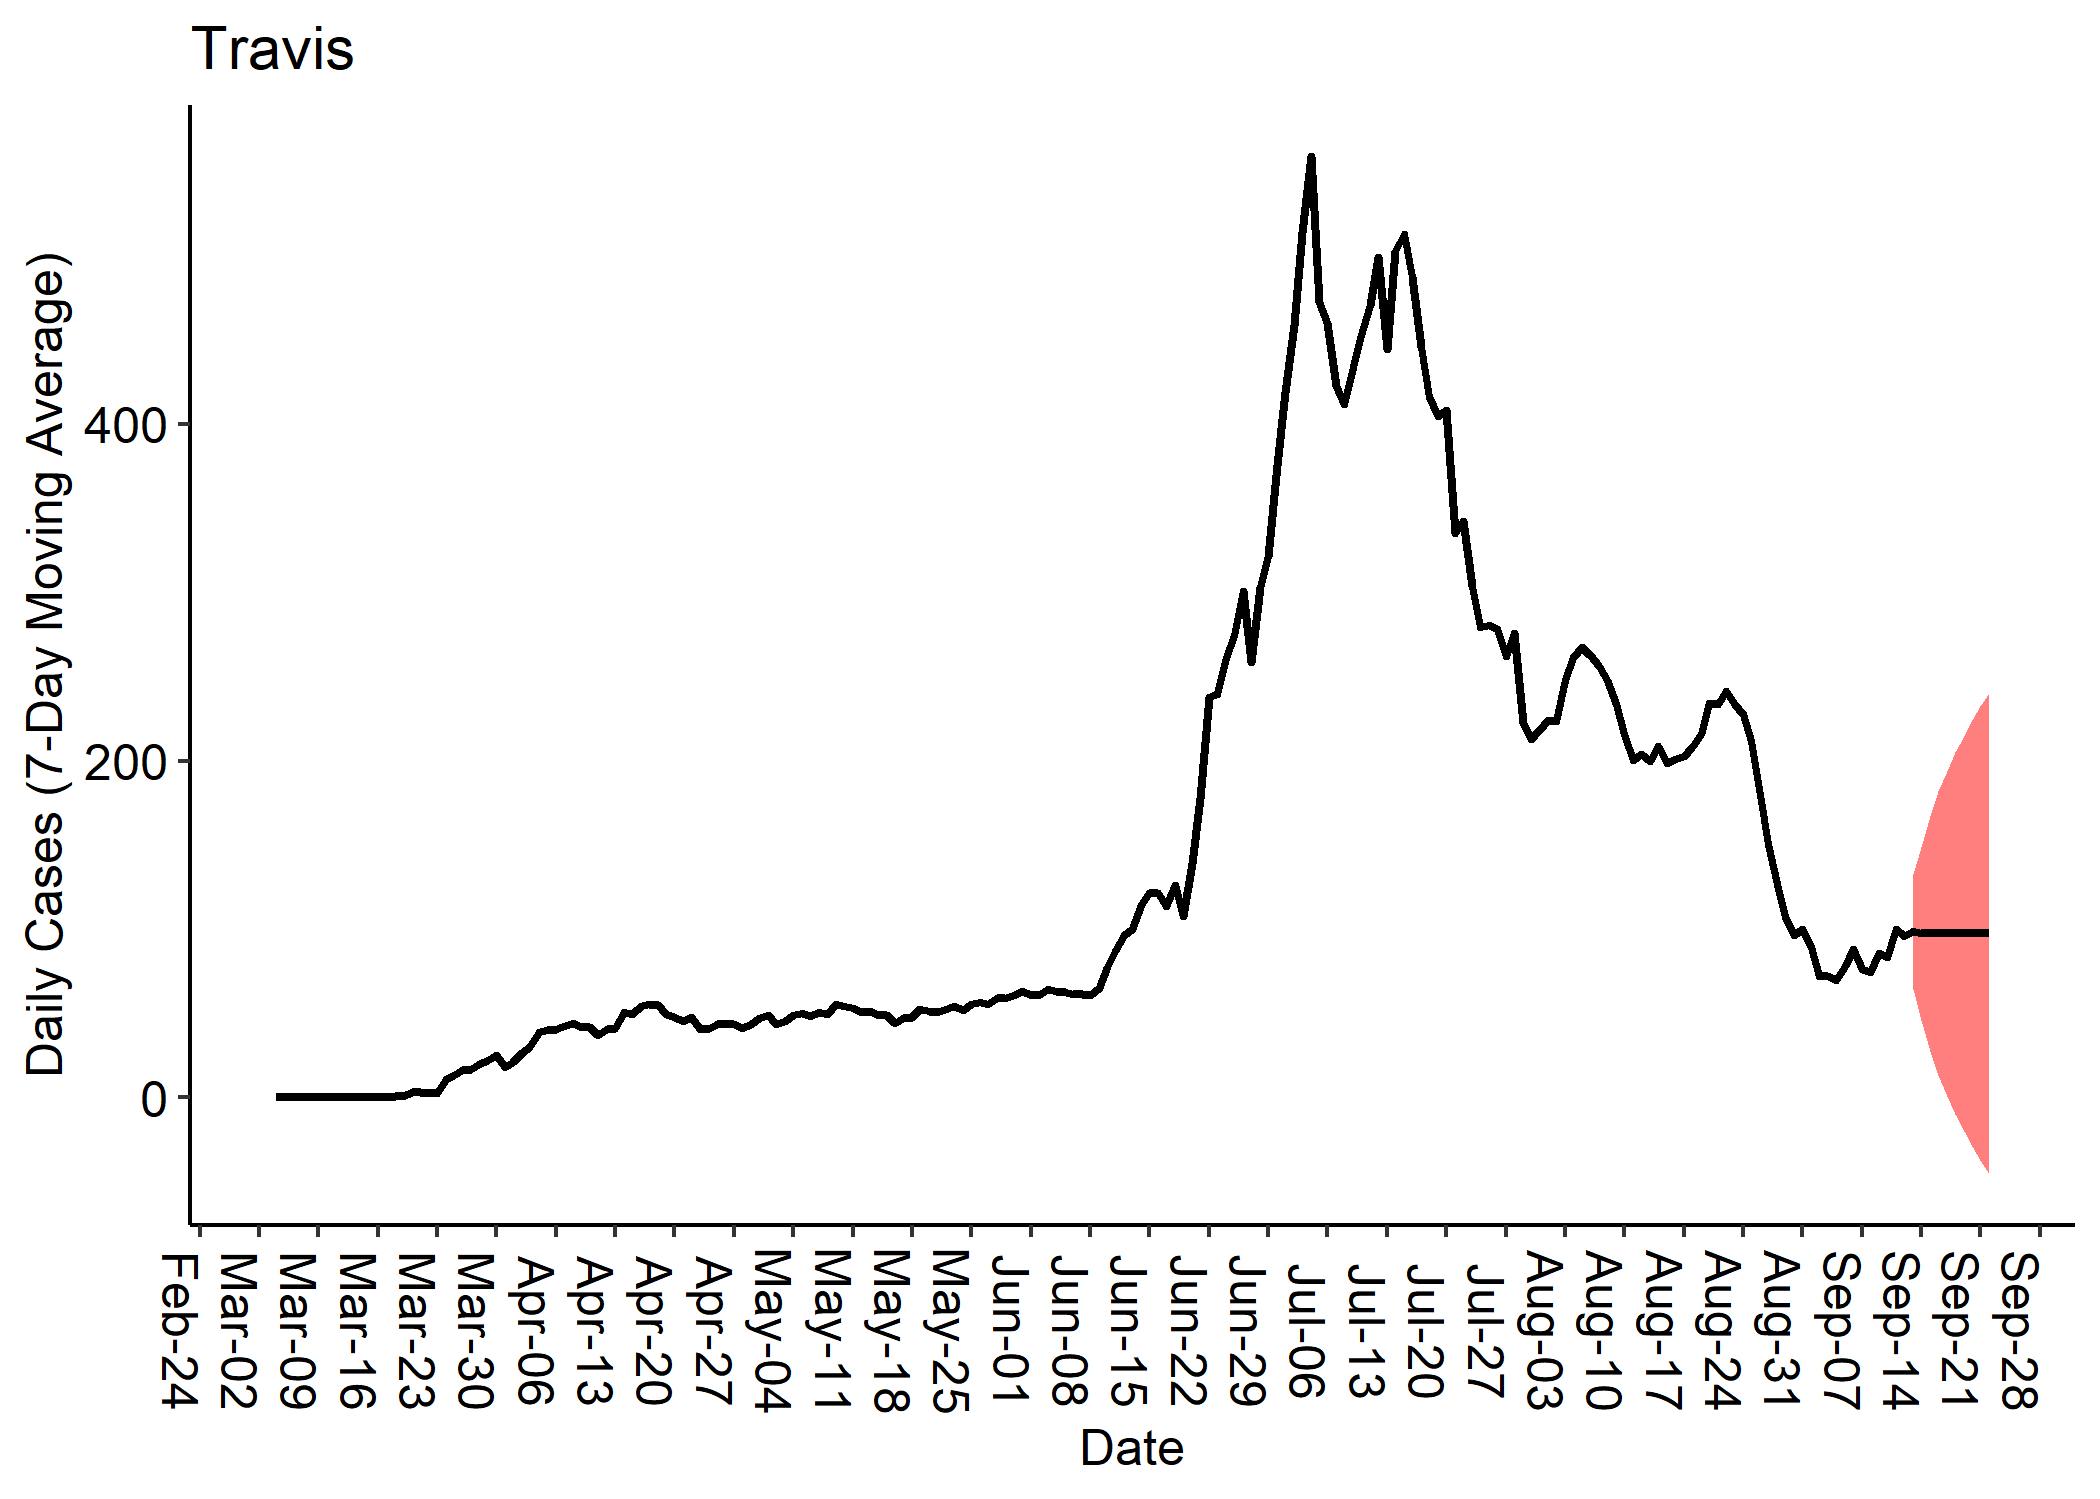 Travis
Daily Cases (7-Day Moving Average)
400
200
0
Feb-24
Mar-02
Mar-09
Mar-16
Mar-23
Mar-30
Apr-06
Apr-13
Apr-20
Apr-27
May-04
May-11
May-18
May-25
Jun-01
Jun-08
Jun-15
Jun-22
Jun-29
Jul-06
Jul-13
Jul-20
Jul-27
Aug-03
Aug-10
Aug-17
Aug-24
Aug-31
Sep-07
Sep-14
Sep-21
Sep-28
Date